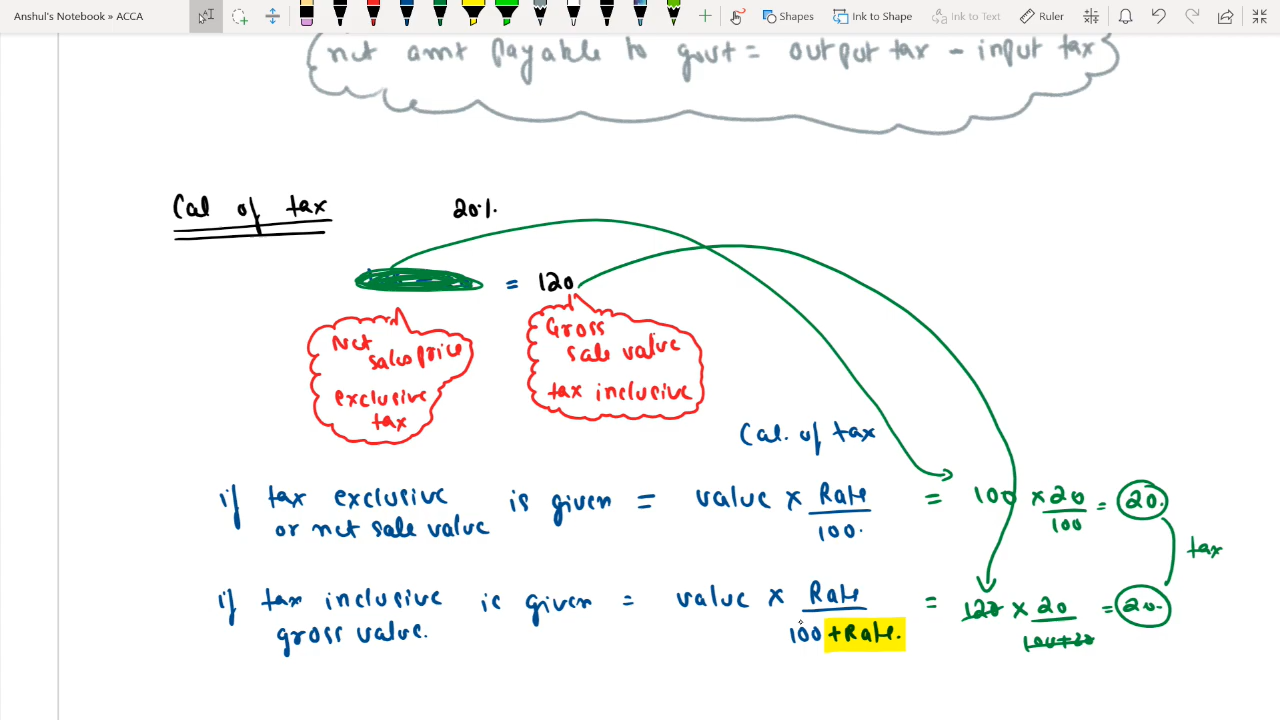 Anshul's Notebook » ACCA
Shapes
Ink to Shape
Ink to Text
Ruler
net amt payable to govt = output tax - input tax
Cal of tax
20%.
= 120
Net sales price
exclusive tax
Gross sale value
tax inclusive
Cal. of tax
if tax exclusive is given = value × Rate / 100. = 100 × 20 / 100 = 20.
or net sale value
tax
if tax inclusive is given = value × Rate / 100 + Rate. = 120 × 20 / 100+20 = 20.
gross value.